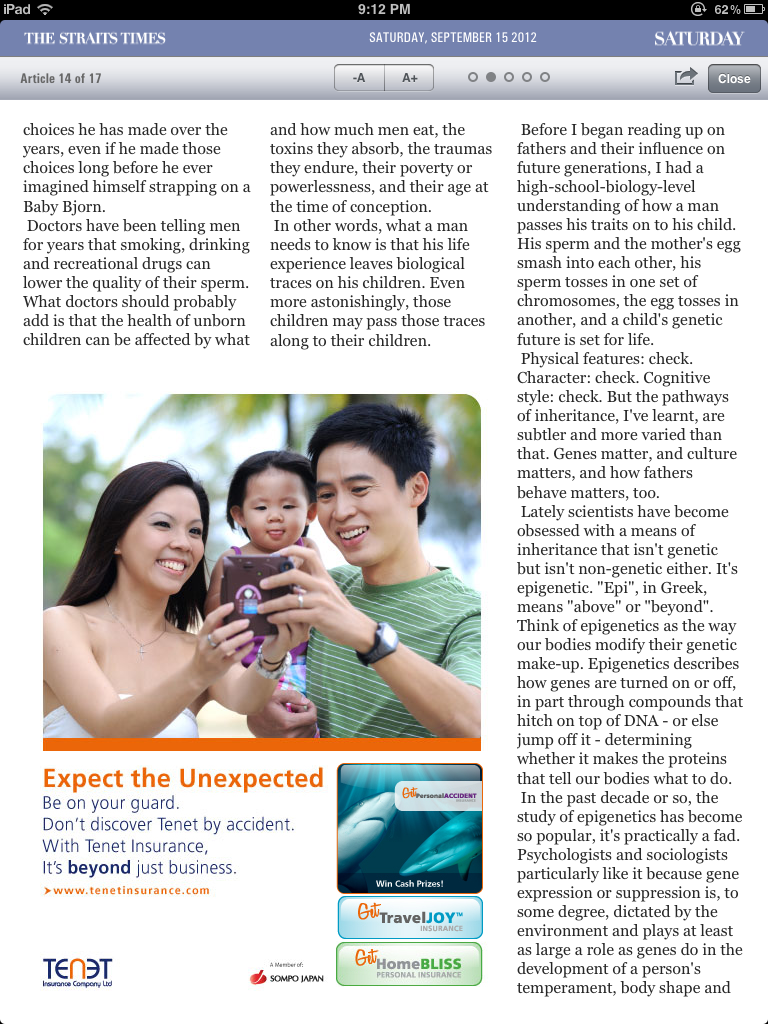 iPad
9:12 PM
62%
THE STRAITS TIMES
SATURDAY, SEPTEMBER 15 2012
SATURDAY
Article 14 of 17
-A
A+
Close
choices he has made over the
years, even if he made those
choices long before he ever
imagined himself strapping on a
Baby Bjorn.
Doctors have been telling men
for years that smoking, drinking
and recreational drugs can
lower the quality of their sperm.
What doctors should probably
add is that the health of unborn
children can be affected by what
and how much men eat, the
toxins they absorb, the traumas
they endure, their poverty or
powerlessness, and their age at
the time of conception.
In other words, what a man
needs to know is that his life
experience leaves biological
traces on his children. Even
more astonishingly, those
children may pass those traces
along to their children.
Before I began reading up on
fathers and their influence on
future generations, I had a
high-school-biology-level
understanding of how a man
passes his traits on to his child.
His sperm and the mother's egg
smash into each other, his
sperm tosses in one set of
chromosomes, the egg tosses in
another, and a child's genetic
future is set for life.
Physical features: check.
Character: check. Cognitive
style: check. But the pathways
of inheritance, I've learnt, are
subtler and more varied than
that. Genes matter, and culture
matters, and how fathers
behave matters, too.
Lately scientists have become
obsessed with a means of
inheritance that isn't genetic
but isn't non-genetic either. It's
epigenetic. "Epi", in Greek,
means "above" or "beyond".
Think of epigenetics as the way
our bodies modify their genetic
make-up. Epigenetics describes
how genes are turned on or off,
in part through compounds that
hitch on top of DNA - or else
jump off it - determining
whether it makes the proteins
that tell our bodies what to do.
In the past decade or so, the
study of epigenetics has become
so popular, it's practically a fad.
Psychologists and sociologists
particularly like it because gene
expression or suppression is, to
some degree, dictated by the
environment and plays at least
as large a role as genes do in the
development of a person's
temperament, body shape and
Expect the Unexpected
Be on your guard.
Don't discover Tenet by accident.
With Tenet Insurance,
It's beyond just business.
➤www.tenetinsurance.com
TENET
Insurance Company Ltd
A Member of:
SOMPO JAPAN
Get PersonalACCIDENT
INSURANCE
Win Cash Prizes!
Get TravelJOY™
INSURANCE
Get HomeBLISS
PERSONAL INSURANCE